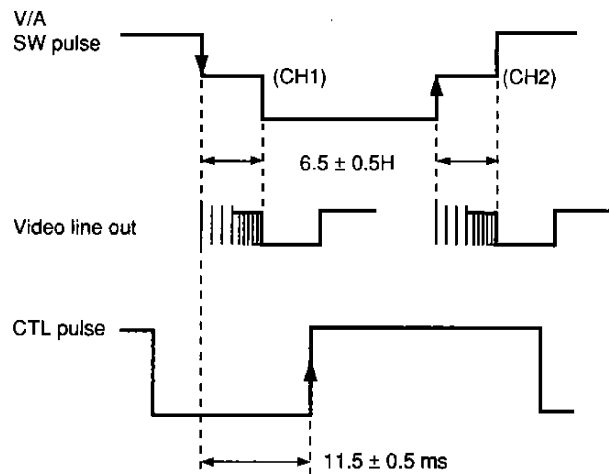 V/A
SW pulse
(CH1)
(CH2)
6.5 ± 0.5H
Video line out
CTL pulse
11.5 ± 0.5 ms